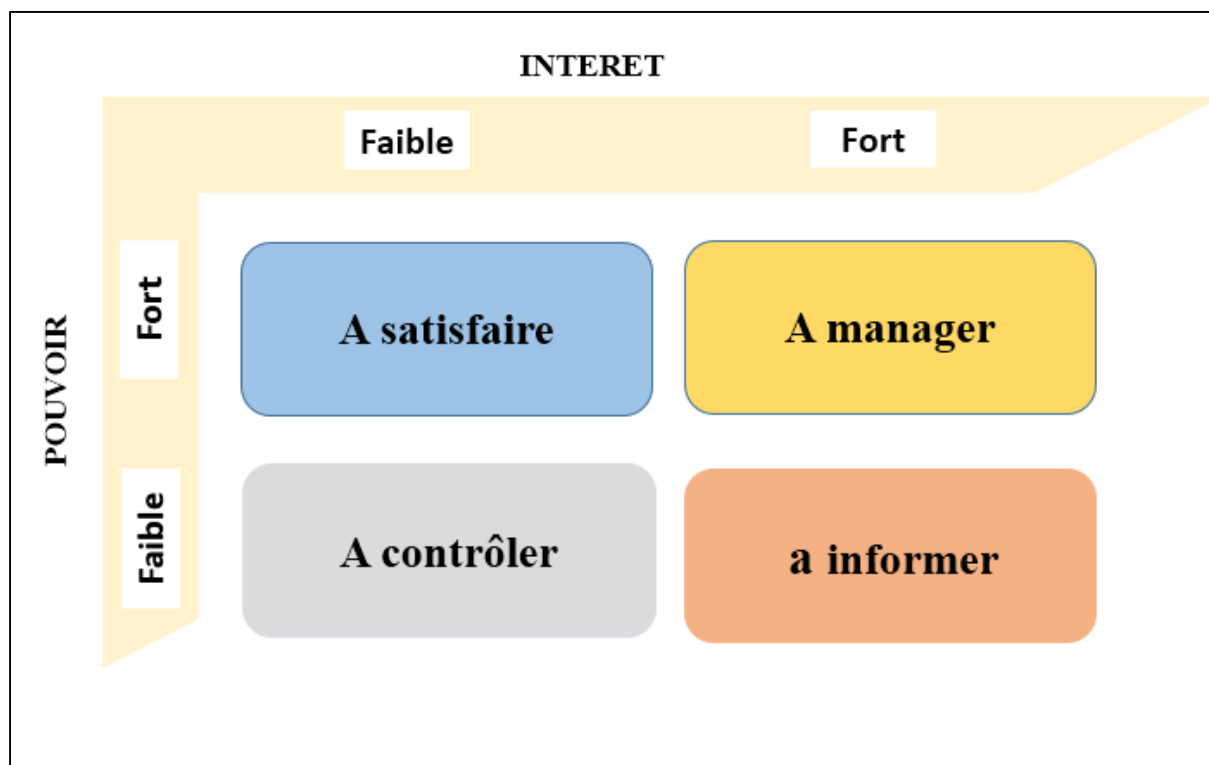 INTERET
Faible
Fort
POUVOIR
Fort
A satisfaire
A manager
Faible
A contrôler
a informer